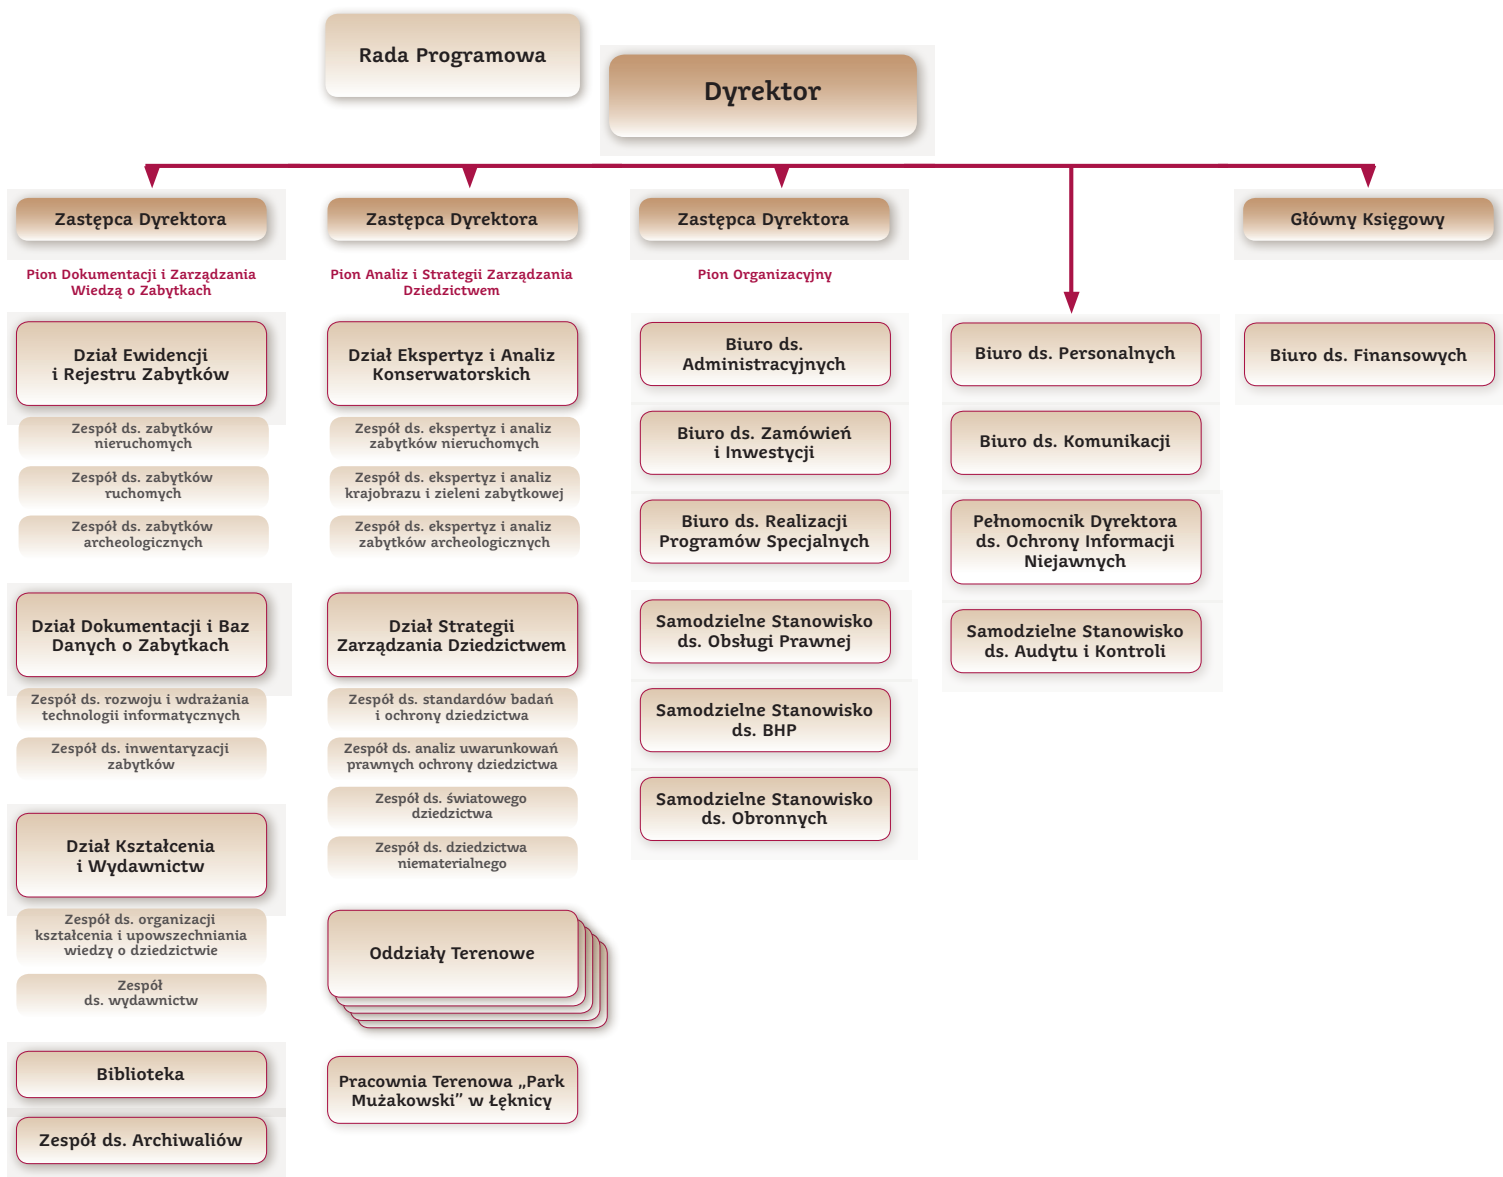 Rada Programowa
Dyrektor
Zastępca Dyrektora
Pion Dokumentacji i Zarządzania
Wiedzą o Zabytkach
Dział Ewidencji
i Rejestru Zabytków
Zespół ds. zabytków
nieruchomych
Zespół ds. zabytków
ruchomych
Zespół ds. zabytków
archeologicznych
Dział Dokumentacji i Baz
Danych o Zabytkach
Zespół ds. rozwoju i wdrażania
technologii informatycznych
Zespół ds. inwentaryzacji
zabytków
Dział Kształcenia
i Wydawnictw
Zespół ds. organizacji
kształcenia i upowszechniania
wiedzy o dziedzictwie
Zespół
ds. wydawnictw
Biblioteka
Zespół ds. Archiwaliów
Zastępca Dyrektora
Pion Analiz i Strategii Zarządzania
Dziedzictwem
Dział Ekspertyz i Analiz
Konserwatorskich
Zespół ds. ekspertyz i analiz
zabytków nieruchomych
Zespół ds. ekspertyz i analiz
krajobrazu i zieleni zabytkowej
Zespół ds. ekspertyz i analiz
zabytków archeologicznych
Dział Strategii
Zarządzania Dziedzictwem
Zespół ds. standardów badań
i ochrony dziedzictwa
Zespół ds. analiz uwarunkowań
prawnych ochrony dziedzictwa
Zespół ds. światowego
dziedzictwa
Zespół ds. dziedzictwa
niematerialnego
Oddziały Terenowe
Pracownia Terenowa „Park
Mużakowski” w Łęknicy
Zastępca Dyrektora
Pion Organizacyjny
Biuro ds.
Administracyjnych
Biuro ds. Zamówień
i Inwestycji
Biuro ds. Realizacji
Programów Specjalnych
Samodzielne Stanowisko
ds. Obsługi Prawnej
Samodzielne Stanowisko
ds. BHP
Samodzielne Stanowisko
ds. Obronnych
Biuro ds. Personalnych
Biuro ds. Komunikacji
Pełnomocnik Dyrektora
ds. Ochrony Informacji
Niejawnych
Samodzielne Stanowisko
ds. Audytu i Kontroli
Główny Księgowy
Biuro ds. Finansowych